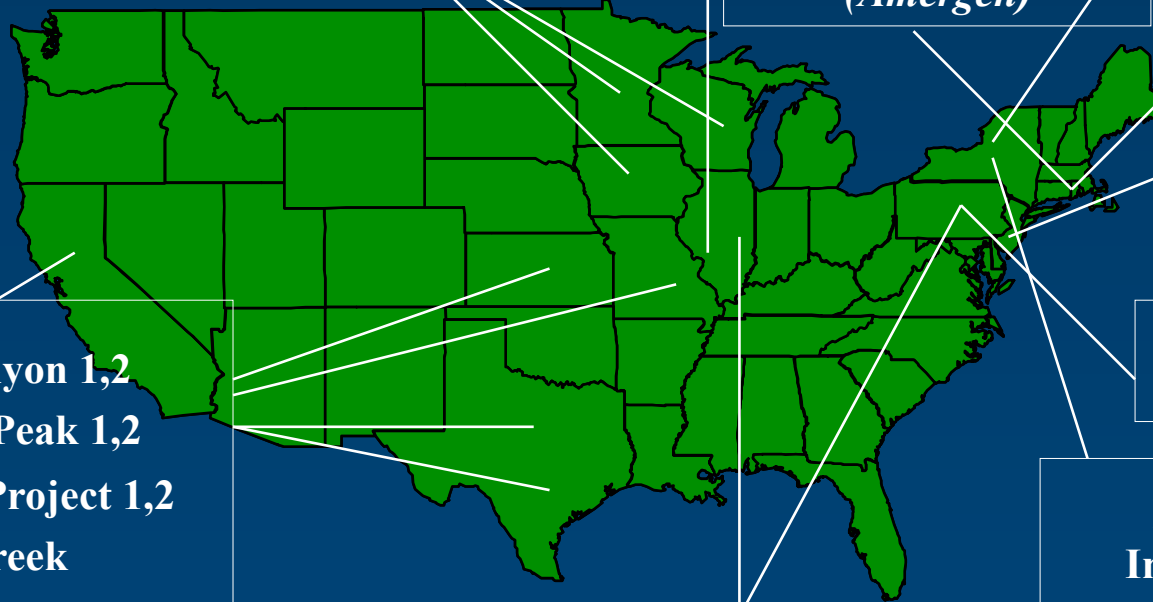 (Amergen)
yon 1,2
Peak 1,2
Project 1,2
reek
In